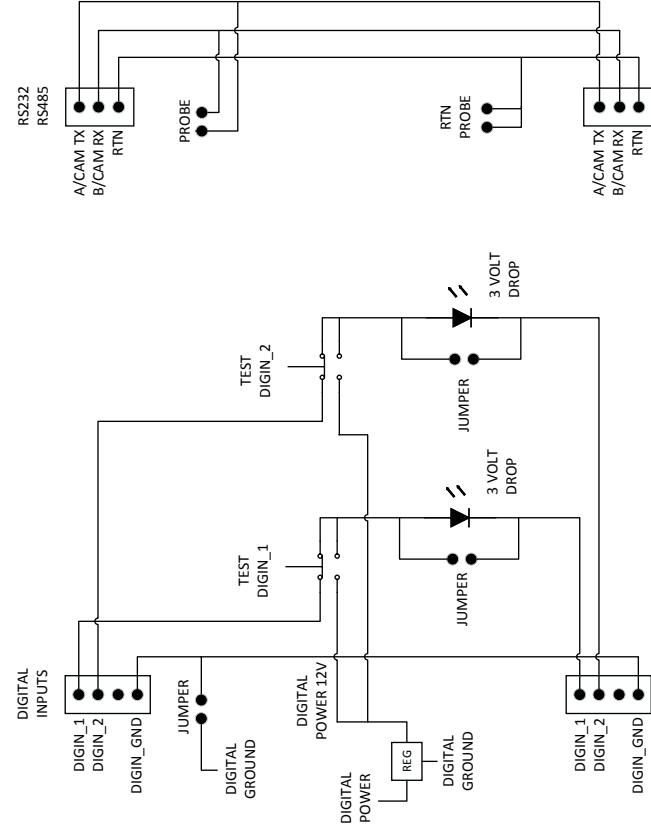 DIGITAL
INPUTS
DIGIN_1
DIGIN_2
DIGIN_GND
JUMPER
DIGITAL
GROUND
TEST
DIGIN_1
TEST
DIGIN_2
DIGITAL
POWER 12V
REG
DIGITAL
POWER
DIGITAL
GROUND
JUMPER
3 VOLT
DROP
JUMPER
3 VOLT
DROP
DIGIN_1
DIGIN_2
DIGIN_GND
RS232
RS485
A/CAM TX
B/CAM RX
RTN
PROBE
RTN
PROBE
A/CAM TX
B/CAM RX
RTN